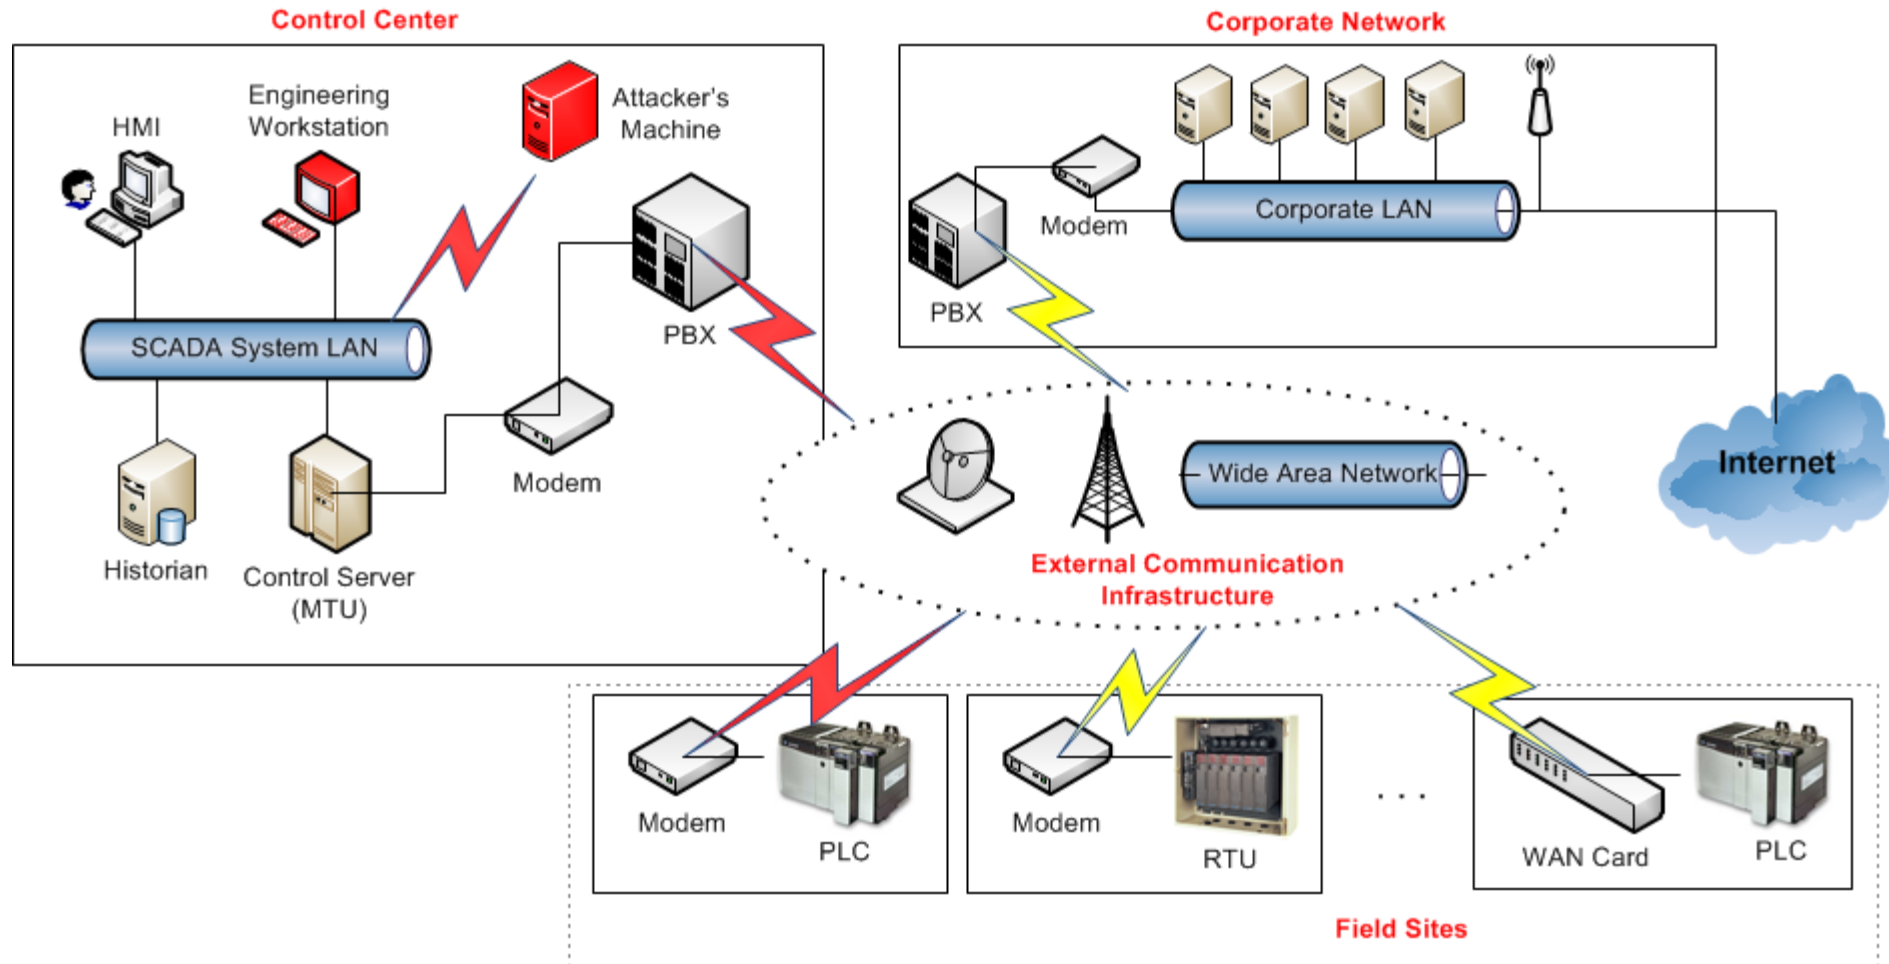 Control Center
Corporate Network
Engineering
Workstation
HMI
Attacker's
Machine
PBX
SCADA System LAN
Modem
Historian
Control Server
(MTU)
Modem
Corporate LAN
PBX
Internet
Wide Area Network
External Communication
Infrastructure
Modem
PLC
Modem
RTU
. . .
WAN Card
PLC
Field Sites